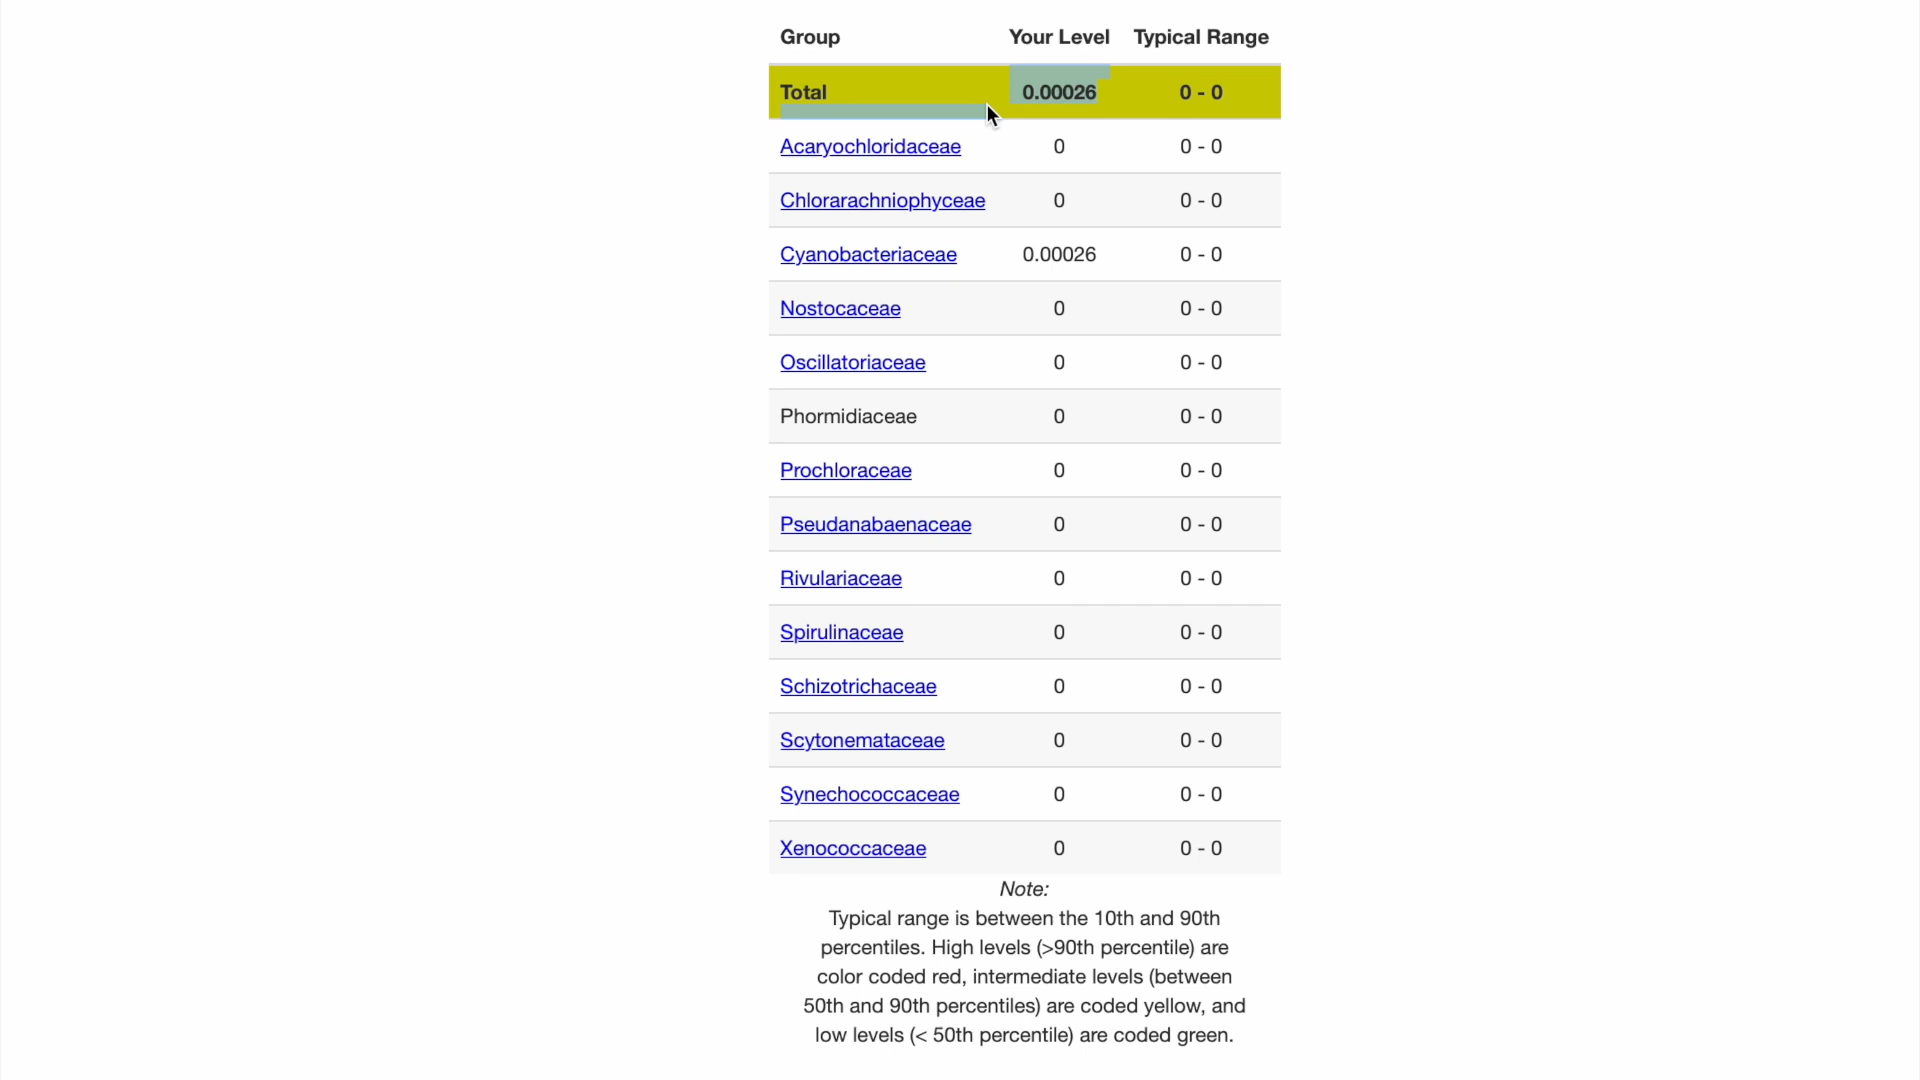 Group Your Level Typical Range
Total 0.00026 0 - 0
Acaryochloridaceae 0 0 - 0
Chlorarachniophyceae 0 0 - 0
Cyanobacteriaceae 0.00026 0 - 0
Nostocaceae 0 0 - 0
Oscillatoriaceae 0 0 - 0
Phormidiaceae 0 0 - 0
Prochloraceae 0 0 - 0
Pseudanabaenaceae 0 0 - 0
Rivulariaceae 0 0 - 0
Spirulinaceae 0 0 - 0
Schizotrichaceae 0 0 - 0
Scytonemataceae 0 0 - 0
Synechococcaceae 0 0 - 0
Xenococcaceae 0 0 - 0
Note:
Typical range is between the 10th and 90th
percentiles. High levels (>90th percentile) are
color coded red, intermediate levels (between
50th and 90th percentiles) are coded yellow, and
low levels (< 50th percentile) are coded green.